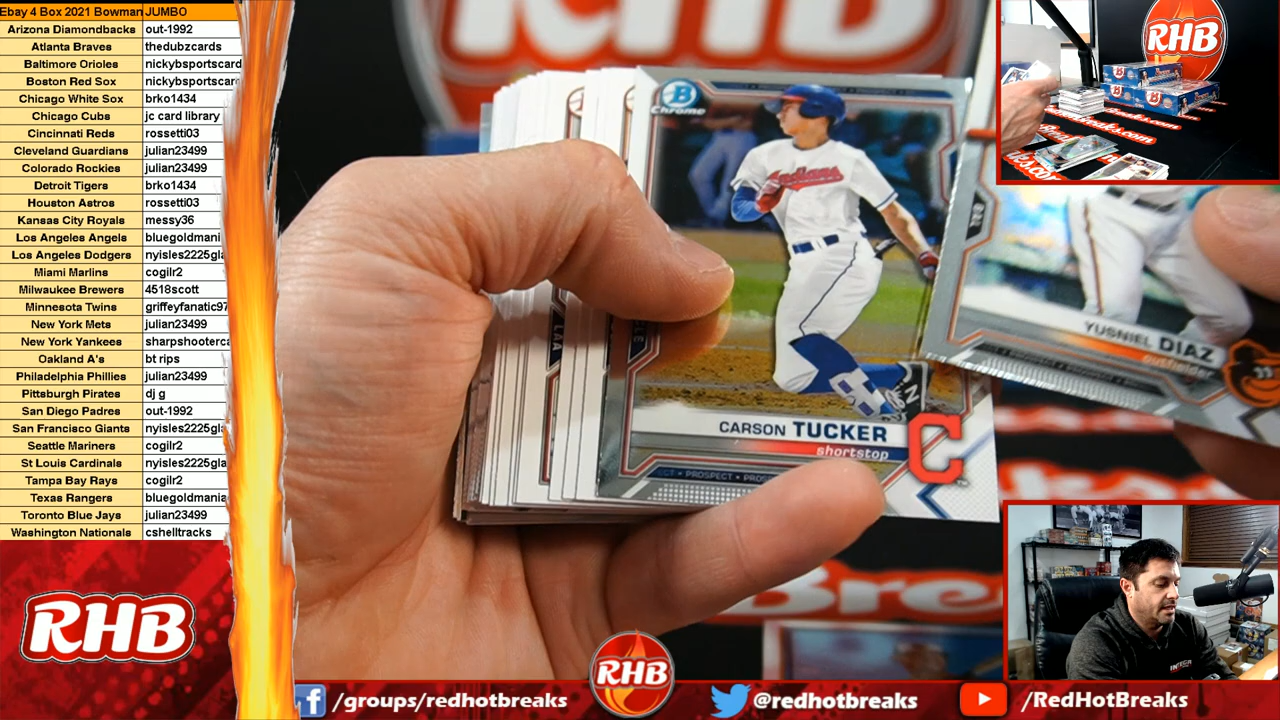 Ebay 4 Box 2021 Bowman JUMBO
Arizona Diamondbacks out-1992
Atlanta Braves thedubzcards
Baltimore Orioles nickybsportscard
Boston Red Sox nickybsportscard
Chicago White Sox brko1434
Chicago Cubs jc card library
Cincinnati Reds rossetti03
Cleveland Guardians julian23499
Colorado Rockies julian23499
Detroit Tigers brko1434
Houston Astros rossetti03
Kansas City Royals messy36
Los Angeles Angels bluegoldmani
Los Angeles Dodgers nyisles2225gla
Miami Marlins cogilr2
Milwaukee Brewers 4518scott
Minnesota Twins griffeyfanatic97
New York Mets julian23499
New York Yankees sharpshooterca
Oakland A's bt rips
Philadelphia Phillies julian23499
Pittsburgh Pirates dj g
San Diego Padres out-1992
San Francisco Giants nyisles2225gla
Seattle Mariners cogilr2
St Louis Cardinals nyisles2225gla
Tampa Bay Rays cogilr2
Texas Rangers bluegoldmania
Toronto Blue Jays julian23499
Washington Nationals cshelltracks
RHB
RHB
B
Chrome
Indians
CARSON TUCKER
shortstop
C
PROSPECT
YUSNIEL DIAZ
outfielder
RHB
Brea
RHB
/groups/redhotbreaks
@redhotbreaks
/RedHotBreaks